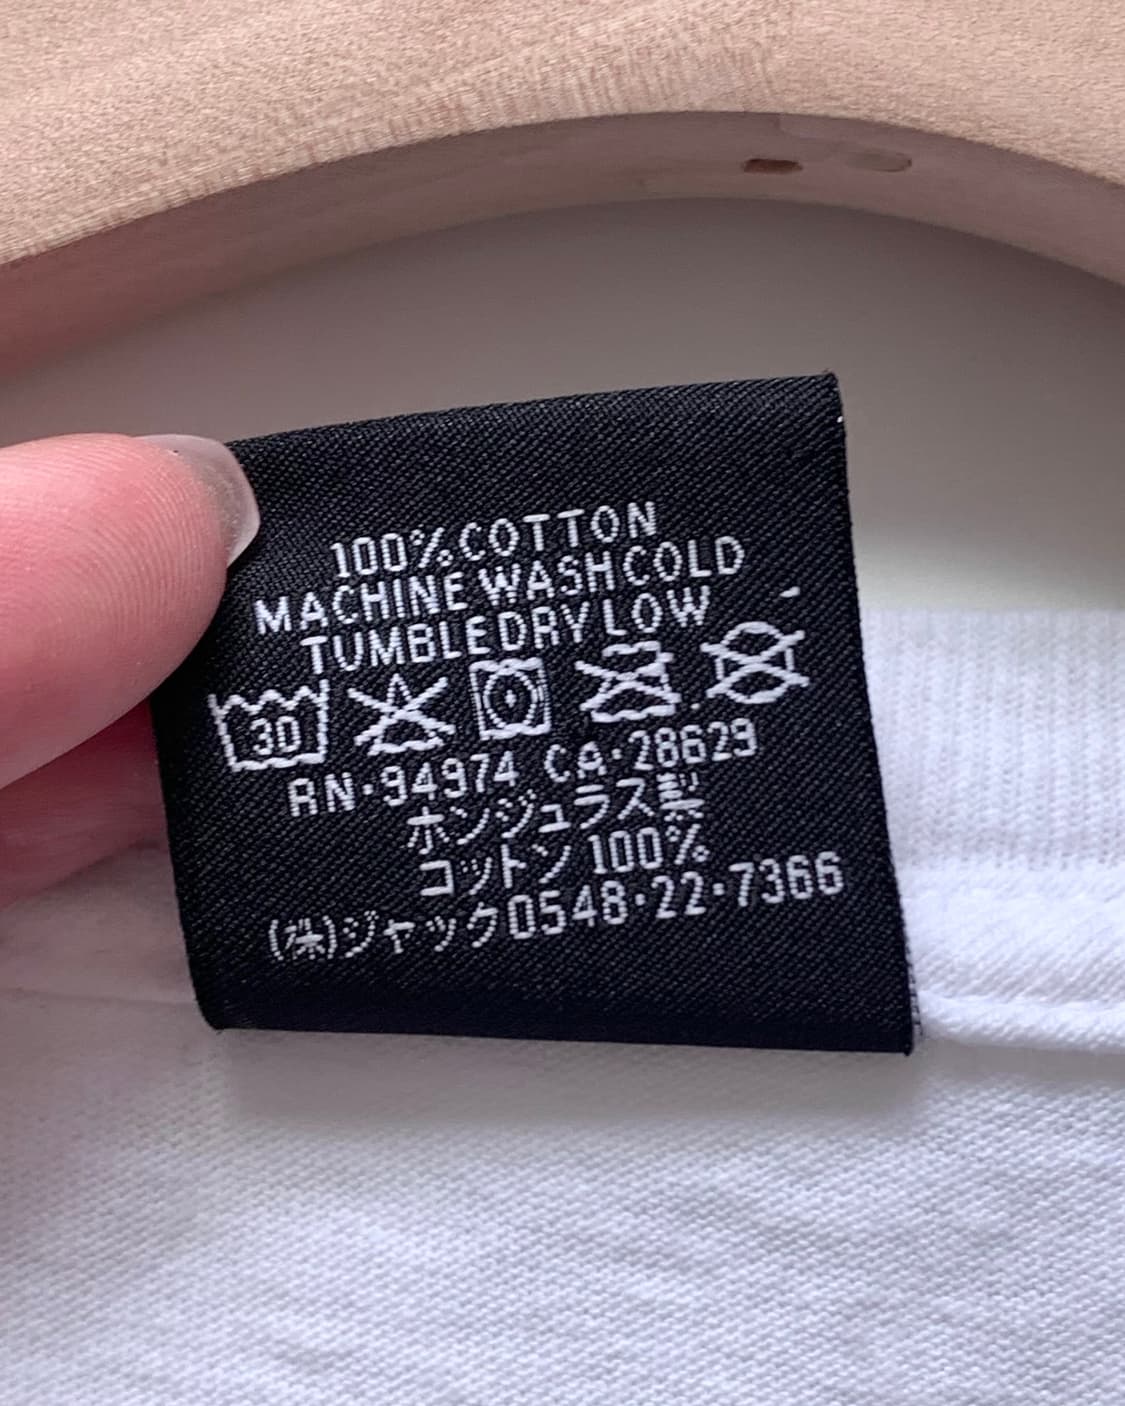 100% COTTON
MACHINE WASH COLD
TUMBLE DRY LOW
30
RN·94974 CA·28629
ホンジュラス製
コットン 100%
(株)ジャック0548·22·7366